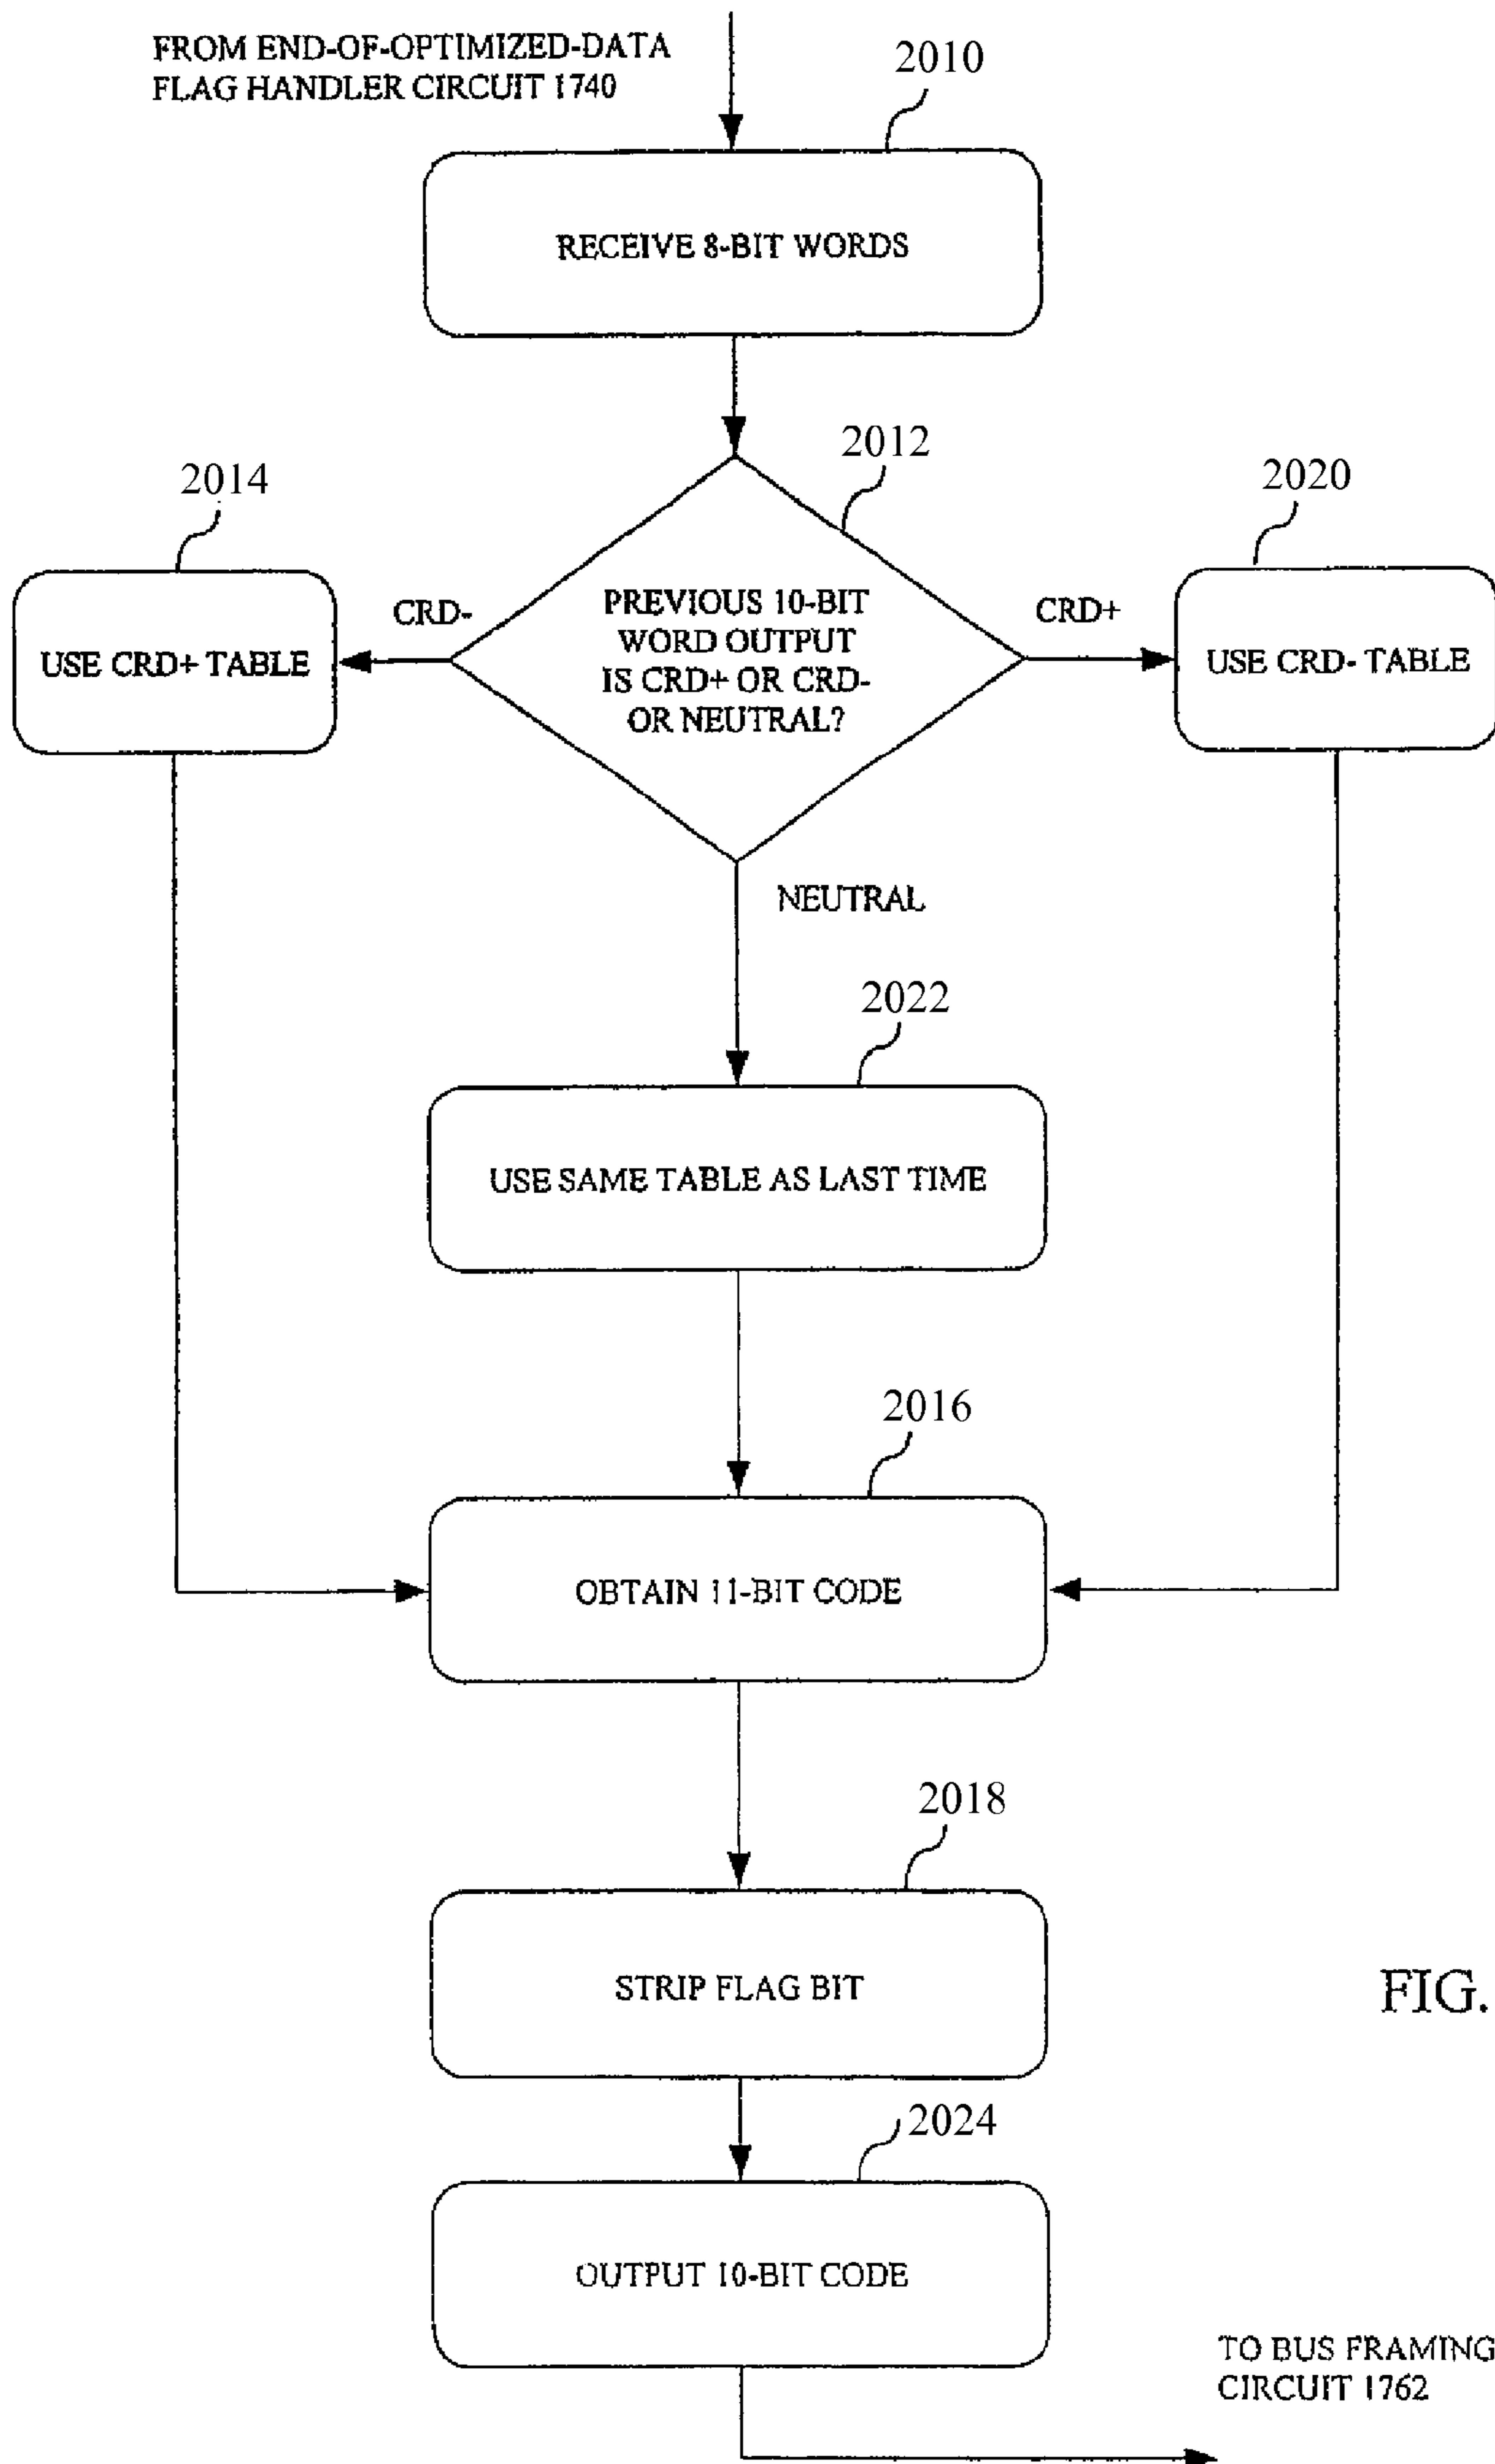 FROM END-OF-OPTIMIZED-DATA
FLAG HANDLER CIRCUIT 1740
2010
RECEIVE 8-BIT WORDS
2012
2014
2020
CRD-
PREVIOUS 10-BIT
WORD OUTPUT
IS CRD+ OR CRD-
OR NEUTRAL?
CRD+
USE CRD+ TABLE
USE CRD- TABLE
NEUTRAL
2022
USE SAME TABLE AS LAST TIME
2016
OBTAIN 11-BIT CODE
2018
STRIP FLAG BIT
FIG.
2024
OUTPUT 10-BIT CODE
TO BUS FRAMING
CIRCUIT 1762